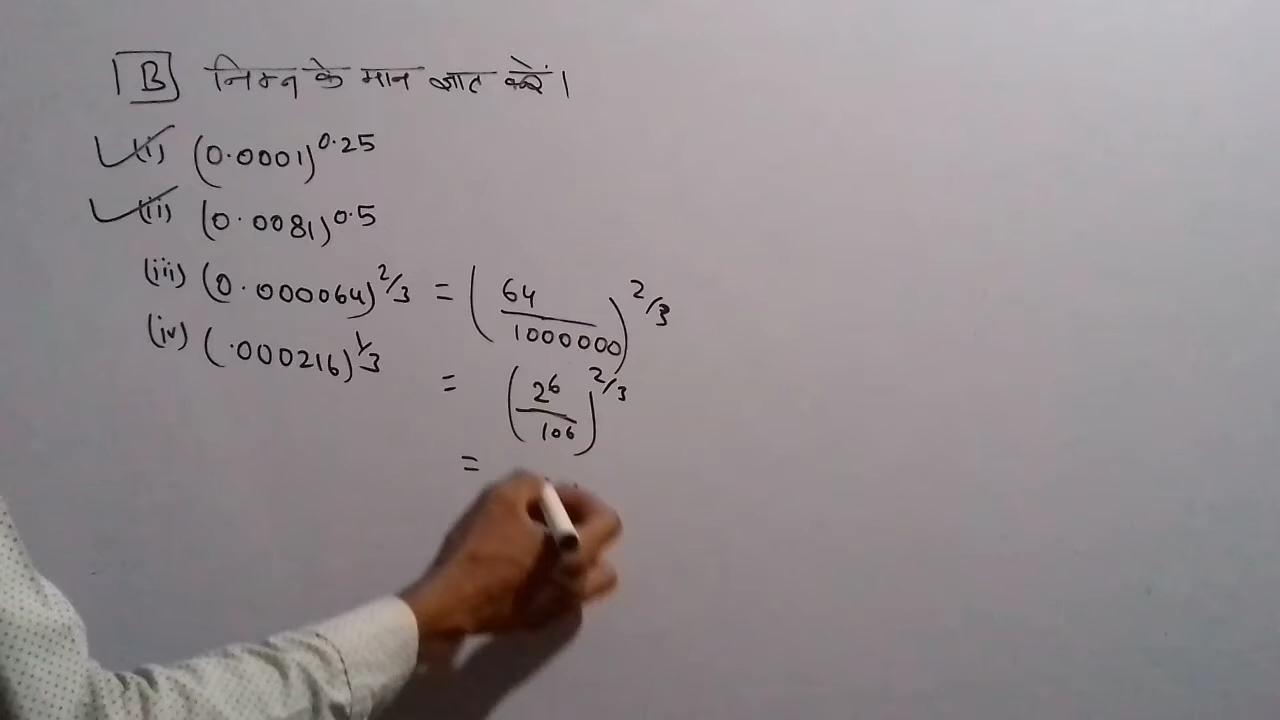 B निम्न के मान ज्ञात करें।
(i) (0.0001)^0.25
(ii) (0.0081)^0.5
(iii) (0.000064)^2/3 = (64/1000000)^2/3
(iv) (.000216)^1/3
= (2^6/10^6)^2/3
=